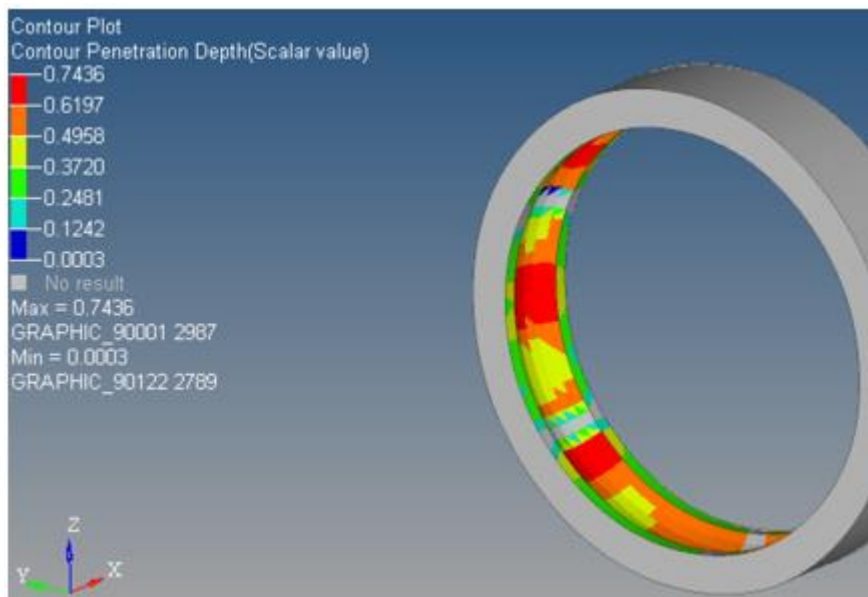 Contour Plot
Contour Penetration Depth(Scalar value)
0.7436
0.6197
0.4958
0.3720
0.2481
0.1242
0.0003
No result
Max = 0.7436
GRAPHIC_90001 2987
Min = 0.0003
GRAPHIC_90122 2789
Z
Y X